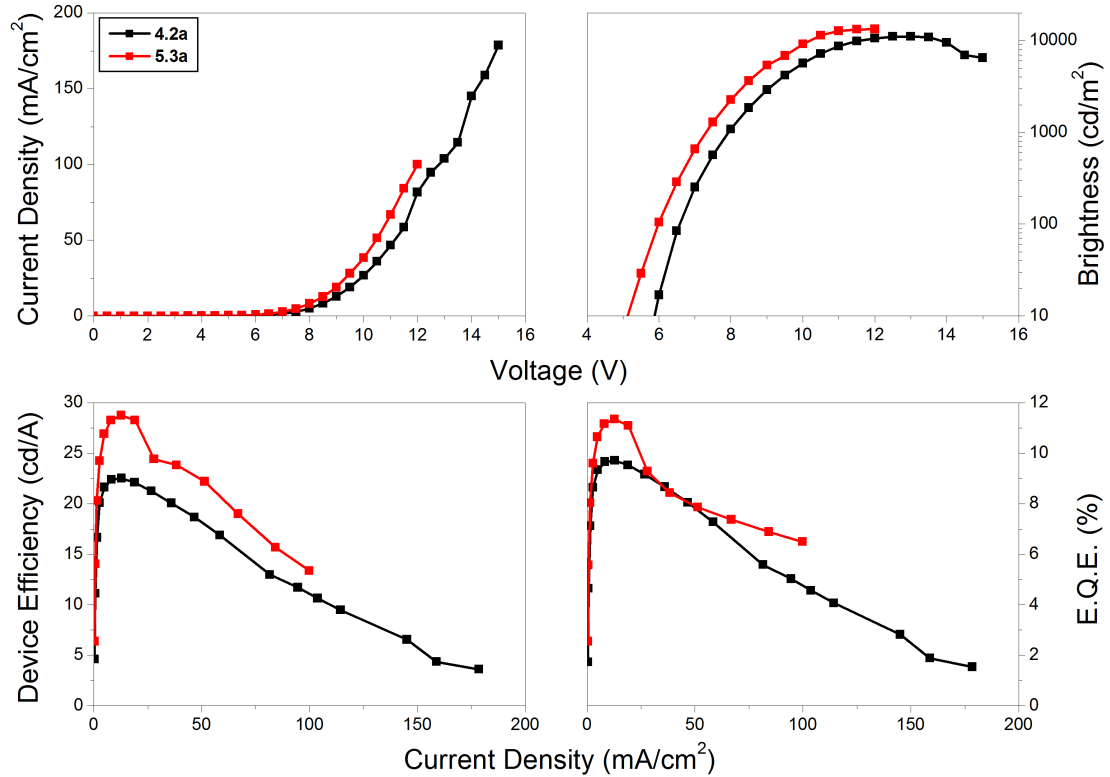 200
150
100
50
0
Current Density (mA/cm²)
4.2a
5.3a
0 2 4 6 8 10 12 14 16
10000
1000
100
10
Brightness (cd/m²)
4 6 8 10 12 14 16
Voltage (V)
30
25
20
15
10
5
0
Device Efficiency (cd/A)
0 50 100 150 200
12
10
8
6
4
2
0
E.Q.E. (%)
0 50 100 150 200
Current Density (mA/cm²)